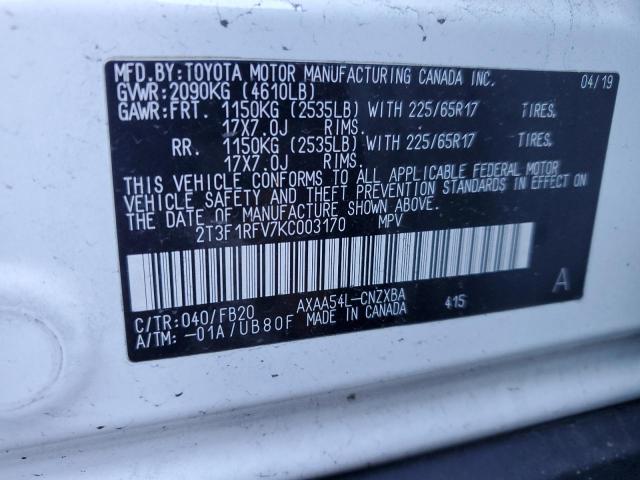 MFD.BY:TOYOTA MOTOR MANUFACTURING CANADA INC. 04/19
GVWR:2090KG (4610LB)
GAWR:FRT. 1150KG (2535LB) WITH 225/65R17 TIRES.
17X7.0J RIMS.
RR. 1150KG (2535LB) WITH 225/65R17 TIRES.
17X7.0J RIMS.
THIS VEHICLE CONFORMS TO ALL APPLICABLE FEDERAL MOTOR
VEHICLE SAFETY AND THEFT PREVENTION STANDARDS IN EFFECT ON
THE DATE OF MANUFACTURE SHOWN ABOVE.
2T3F1RFV7KC003170 MPV
A
C/TR:040/FB20 AXAA54L-CNZXBA 415
A/TM:-01A/UB80F MADE IN CANADA